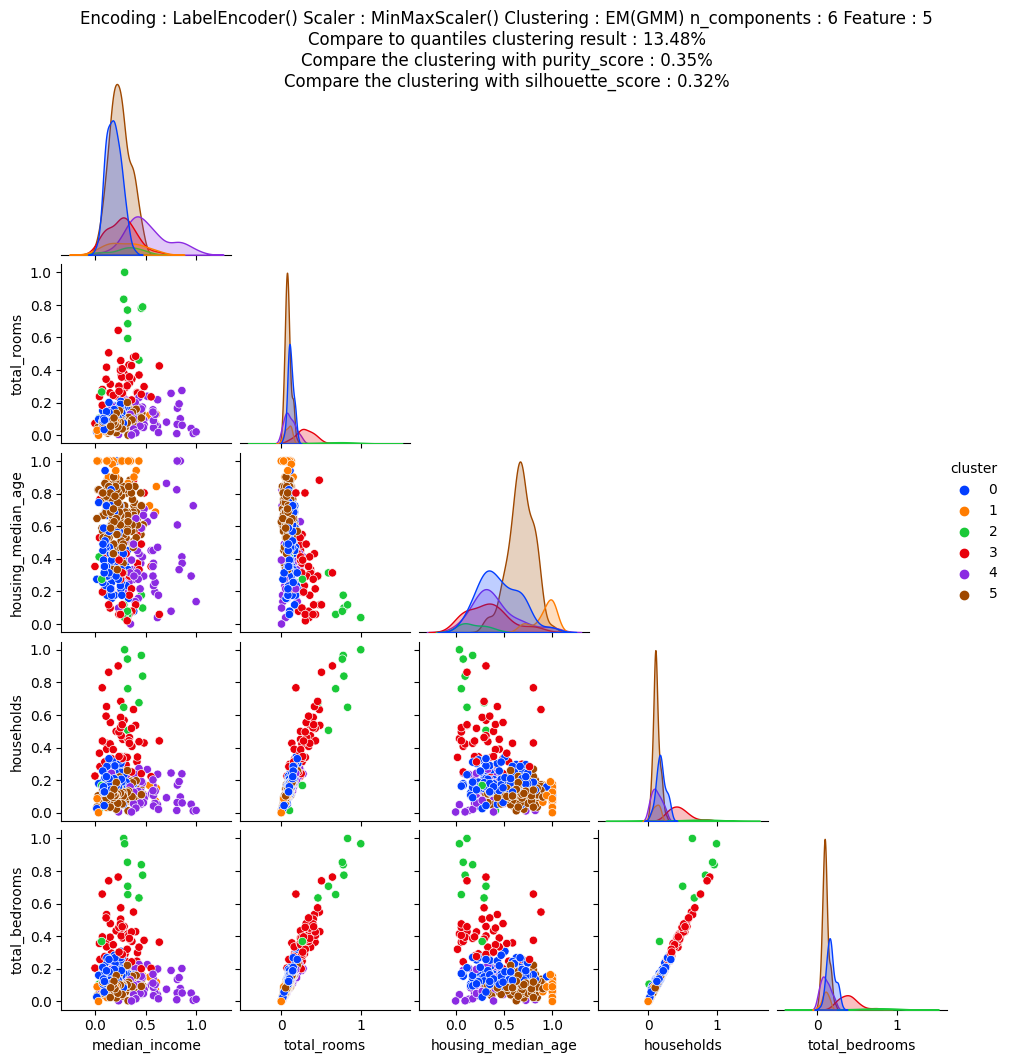 Encoding : LabelEncoder() Scaler : MinMaxScaler() Clustering : EM(GMM) n_components : 6 Feature : 5
Compare to quantiles clustering result : 13.48%
Compare the clustering with purity_score : 0.35%
Compare the clustering with silhouette_score : 0.32%
total_rooms
1.0
0.8
0.6
0.4
0.2
0.0
housing_median_age
1.0
0.8
0.6
0.4
0.2
0.0
cluster
0
1
2
3
4
5
households
1.0
0.8
0.6
0.4
0.2
0.0
total_bedrooms
1.0
0.8
0.6
0.4
0.2
0.0
0.0 0.5 1.0
median_income
0 1
total_rooms
0.0 0.5 1.0
housing_median_age
0 1
households
0 1
total_bedrooms